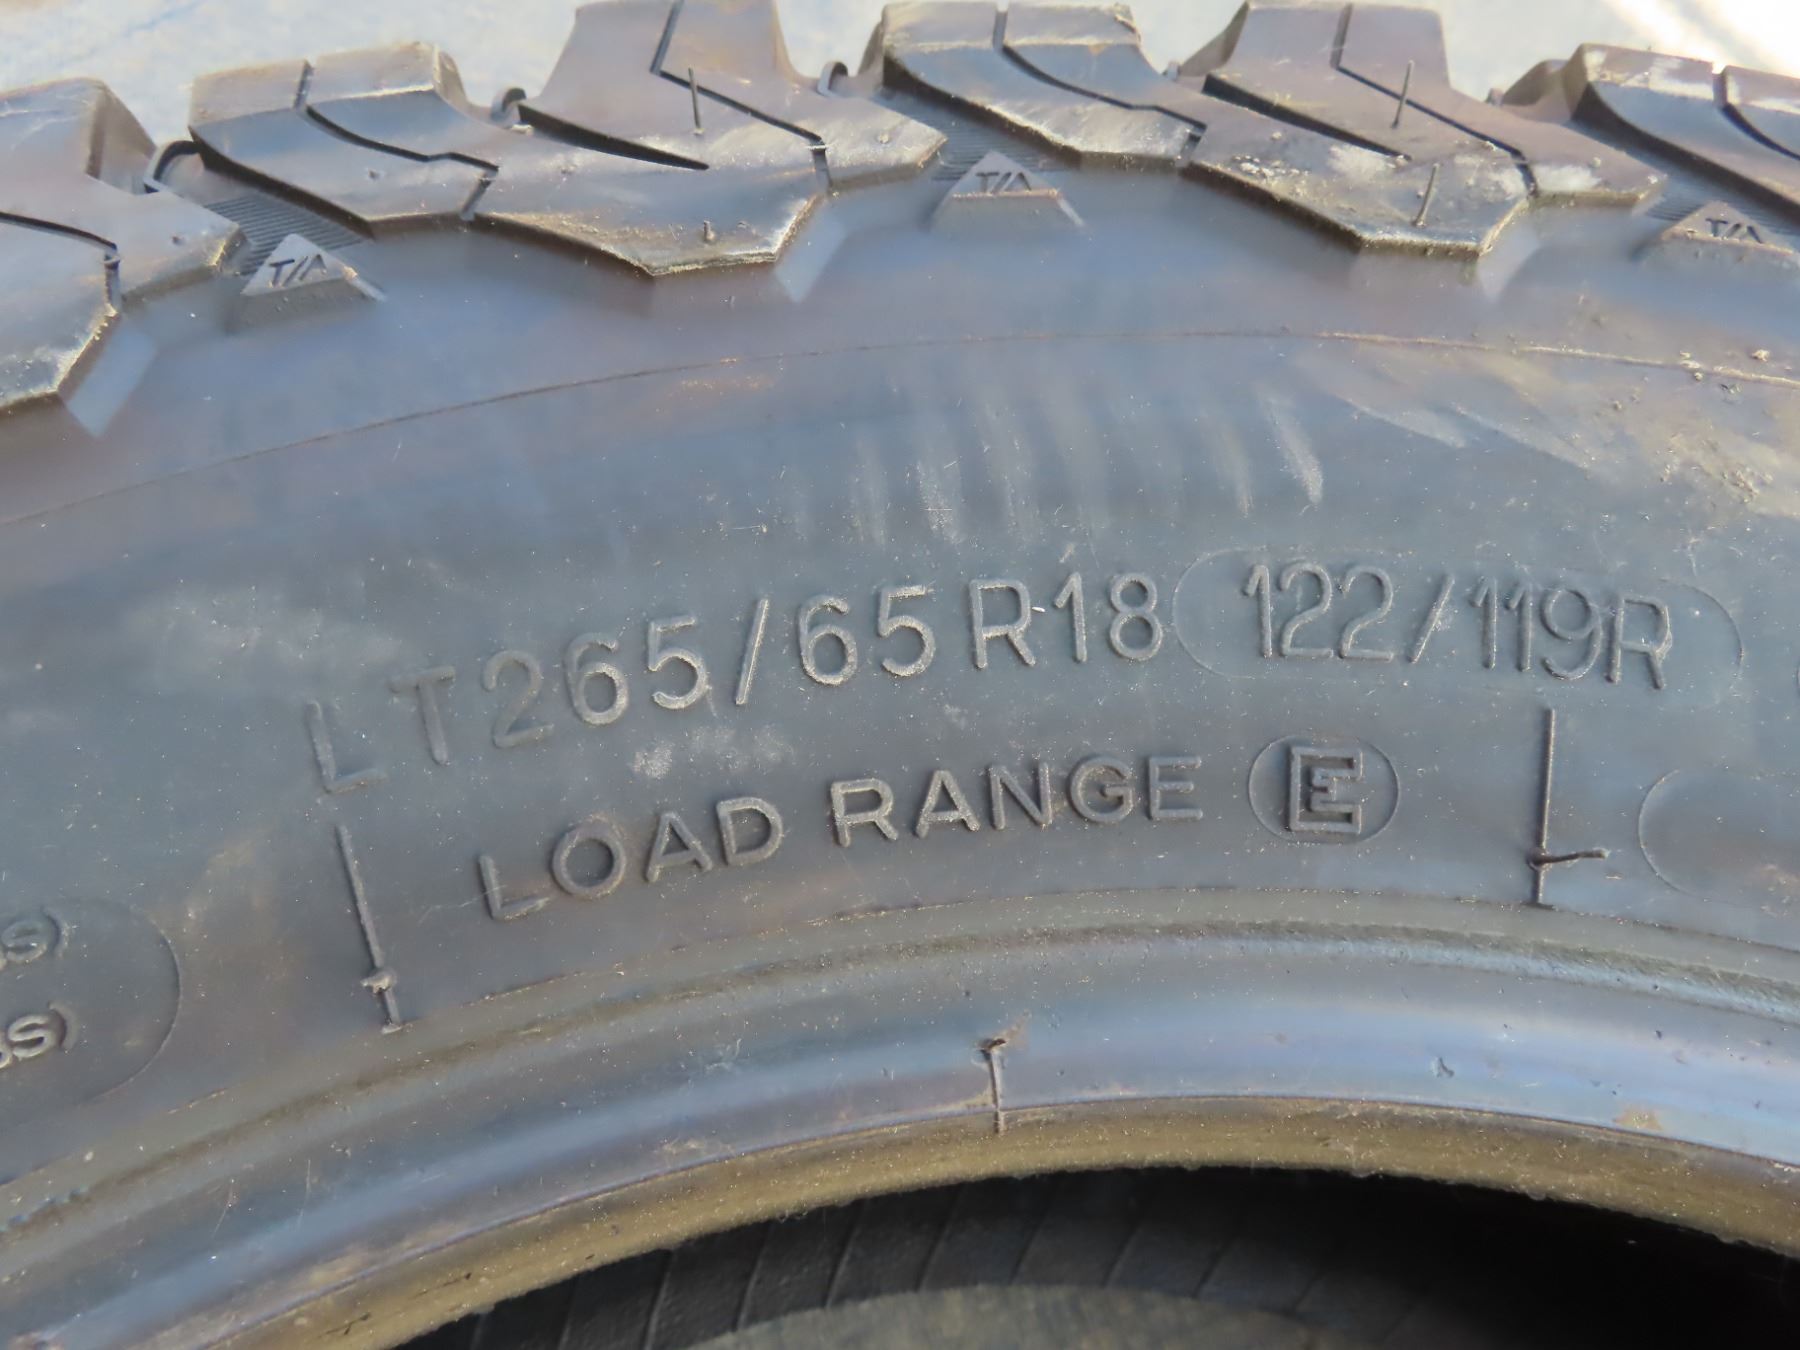 T/A
T/A
T/A
LT265/65R18 122/119R
LOAD RANGE E